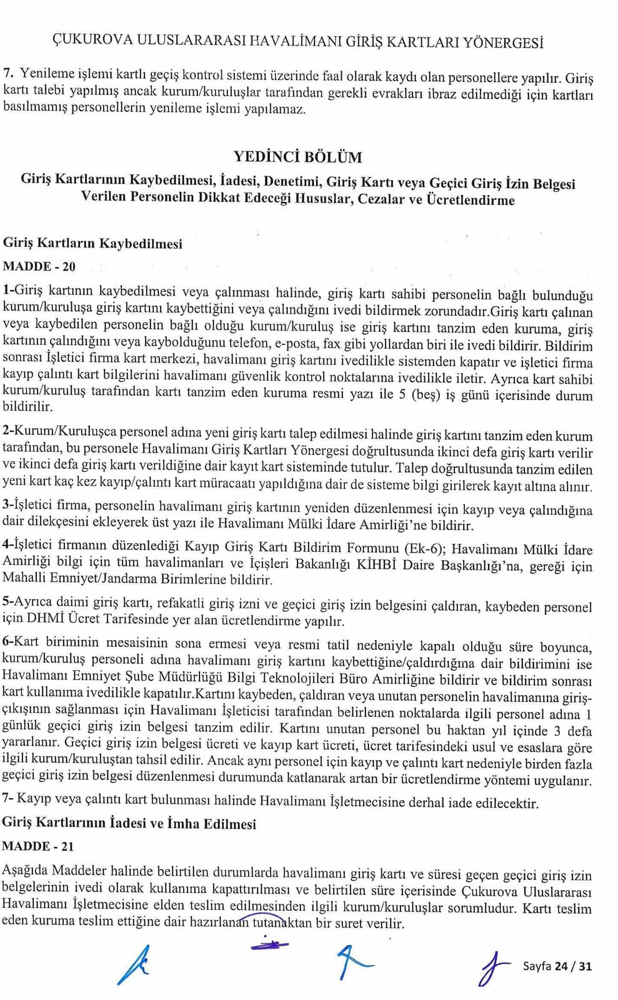 ÇUKUROVA ULUSLARARASI HAVALİMANI GİRİŞ KARTLARI YÖNERGESİ
7. Yenileme işlemi kartlı geçiş kontrol sistemi üzerinde faal olarak kaydı olan personellere yapılır. Giriş
kartı talebi yapılmış ancak kurum/kuruluşlar tarafından gerekli evrakları ibraz edilmediği için kartları
basılmamış personellerin yenileme işlemi yapılamaz.
YEDİNCİ BÖLÜM
Giriş Kartlarının Kaybedilmesi, İadesi, Denetimi, Giriş Kartı veya Geçici Giriş İzin Belgesi
Verilen Personelin Dikkat Edeceği Hususlar, Cezalar ve Ücretlendirme
Giriş Kartların Kaybedilmesi
MADDE - 20
1-Giriş kartının kaybedilmesi veya çalınması halinde, giriş kartı sahibi personelin bağlı bulunduğu
kurum/kuruluşa giriş kartını kaybettiğini veya çalındığını ivedi bildirmek zorundadır.Giriş kartı çalınan
veya kaybedilen personelin bağlı olduğu kurum/kuruluş ise giriş kartını tanzim eden kuruma, giriş
kartının çalındığını veya kaybolduğunu telefon, e-posta, fax gibi yollardan biri ile ivedi bildirir. Bildirim
sonrası İşletici firma kart merkezi, havalimanı giriş kartını ivedilikle sistemden kapatır ve işletici firma
kayıp çalıntı kart bilgilerini havalimanı güvenlik kontrol noktalarına ivedilikle iletir. Ayrıca kart sahibi
kurum/kuruluş tarafından kartı tanzim eden kuruma resmi yazı ile 5 (beş) iş günü içerisinde durum
bildirilir.
2-Kurum/Kuruluşca personel adına yeni giriş kartı talep edilmesi halinde giriş kartını tanzim eden kurum
tarafından, bu personele Havalimanı Giriş Kartları Yönergesi doğrultusunda ikinci defa giriş kartı verilir
ve ikinci defa giriş kartı verildiğine dair kayıt kart sisteminde tutulur. Talep doğrultusunda tanzim edilen
yeni kart kaç kez kayıp/çalıntı kart müracaatı yapıldığına dair de sisteme bilgi girilerek kayıt altına alınır.
3-İşletici firma, personelin havalimanı giriş kartının yeniden düzenlenmesi için kayıp veya çalındığına
dair dilekçesini ekleyerek üst yazı ile Havalimanı Mülki İdare Amirliği’ne bildirir.
4-İşletici firmanın düzenlediği Kayıp Giriş Kartı Bildirim Formunu (Ek-6); Havalimanı Mülki İdare
Amirliği bilgi için tüm havalimanları ve İçişleri Bakanlığı KİHBİ Daire Başkanlığı’na, gereği için
Mahalli Emniyet/Jandarma Birimlerine bildirir.
5-Ayrıca daimi giriş kartı, refakatli giriş izni ve geçici giriş izin belgesini çaldıran, kaybeden personel
için DHMİ Ücret Tarifesinde yer alan ücretlendirme yapılır.
6-Kart biriminin mesaisinin sona ermesi veya resmi tatil nedeniyle kapalı olduğu süre boyunca,
kurum/kuruluş personeli adına havalimanı giriş kartını kaybettiğine/çaldırdığına dair bildirimini ise
Havalimanı Emniyet Şube Müdürlüğü Bilgi Teknolojileri Büro Amirliğine bildirir ve bildirim sonrası
kart kullanıma ivedilikle kapatılır.Kartını kaybeden, çaldıran veya unutan personelin havalimanına giriş-
çıkışının sağlanması için Havalimanı İşleticisi tarafından belirlenen noktalarda ilgili personel adına 1
günlük geçici giriş izin belgesi tanzim edilir. Kartını unutan personel bu haktan yıl içinde 3 defa
yararlanır. Geçici giriş izin belgesi ücreti ve kayıp kart ücreti, ücret tarifesindeki usul ve esaslara göre
ilgili kurum/kuruluştan tahsil edilir. Ancak aynı personel için kayıp ve çalıntı kart nedeniyle birden fazla
geçici giriş izin belgesi düzenlenmesi durumunda katlanarak artan bir ücretlendirme yöntemi uygulanır.
7- Kayıp veya çalıntı kart bulunması halinde Havalimanı İşletmecisine derhal iade edilecektir.
Giriş Kartlarının İadesi ve İmha Edilmesi
MADDE - 21
Aşağıda Maddeler halinde belirtilen durumlarda havalimanı giriş kartı ve süresi geçen geçici giriş izin
belgelerinin ivedi olarak kullanıma kapattırılması ve belirtilen süre içerisinde Çukurova Uluslararası
Havalimanı İşletmecisine elden teslim edilmesinden ilgili kurum/kuruluşlar sorumludur. Kartı teslim
eden kuruma teslim ettiğine dair hazırlanan tutanaktan bir suret verilir.
Sayfa 24 / 31